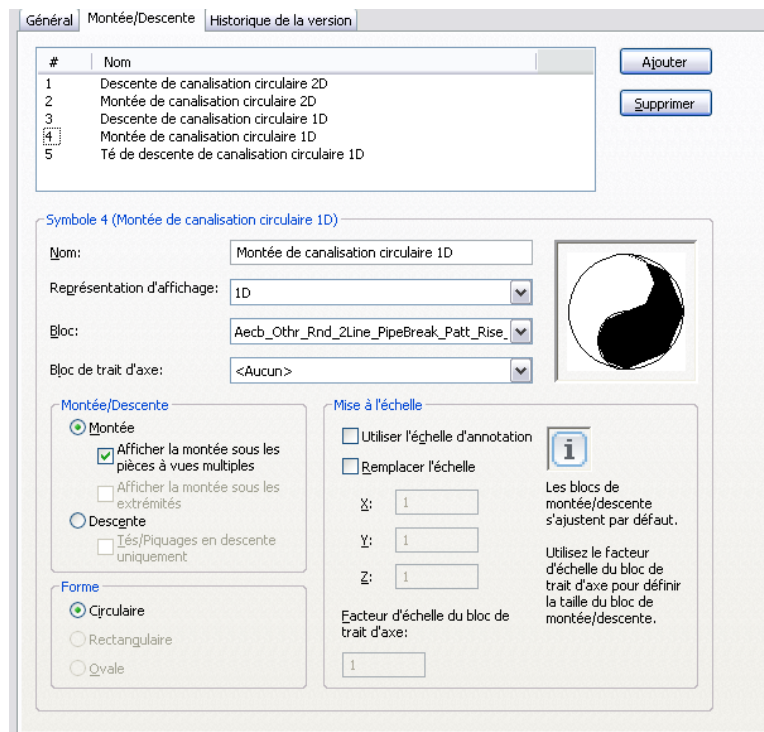 Général Montée/Descente Historique de la version
# Nom
1 Descente de canalisation circulaire 2D
2 Montée de canalisation circulaire 2D
3 Descente de canalisation circulaire 1D
4 Montée de canalisation circulaire 1D
5 Té de descente de canalisation circulaire 1D
Ajouter
Supprimer
Symbole 4 (Montée de canalisation circulaire 1D)
Nom: Montée de canalisation circulaire 1D
Représentation d'affichage: 1D
Bloc: Aecb_Othr_Rnd_2Line_PipeBreak_Patt_Rise_
Bloc de trait d'axe: <Aucun>
Montée/Descente
Montée
Afficher la montée sous les
pièces à vues multiples
Afficher la montée sous les
extrémités
Descente
Tés/Piquages en descente
uniquement
Forme
Circulaire
Rectangulaire
Ovale
Mise à l'échelle
Utiliser l'échelle d'annotation
Remplacer l'échelle
X: 1
Y: 1
Z: 1
Facteur d'échelle du bloc de
trait d'axe:
1
i
Les blocs de
montée/descente
s'ajustent par défaut.
Utilisez le facteur
d'échelle du bloc de
trait d'axe pour définir
la taille du bloc de
montée/descente.